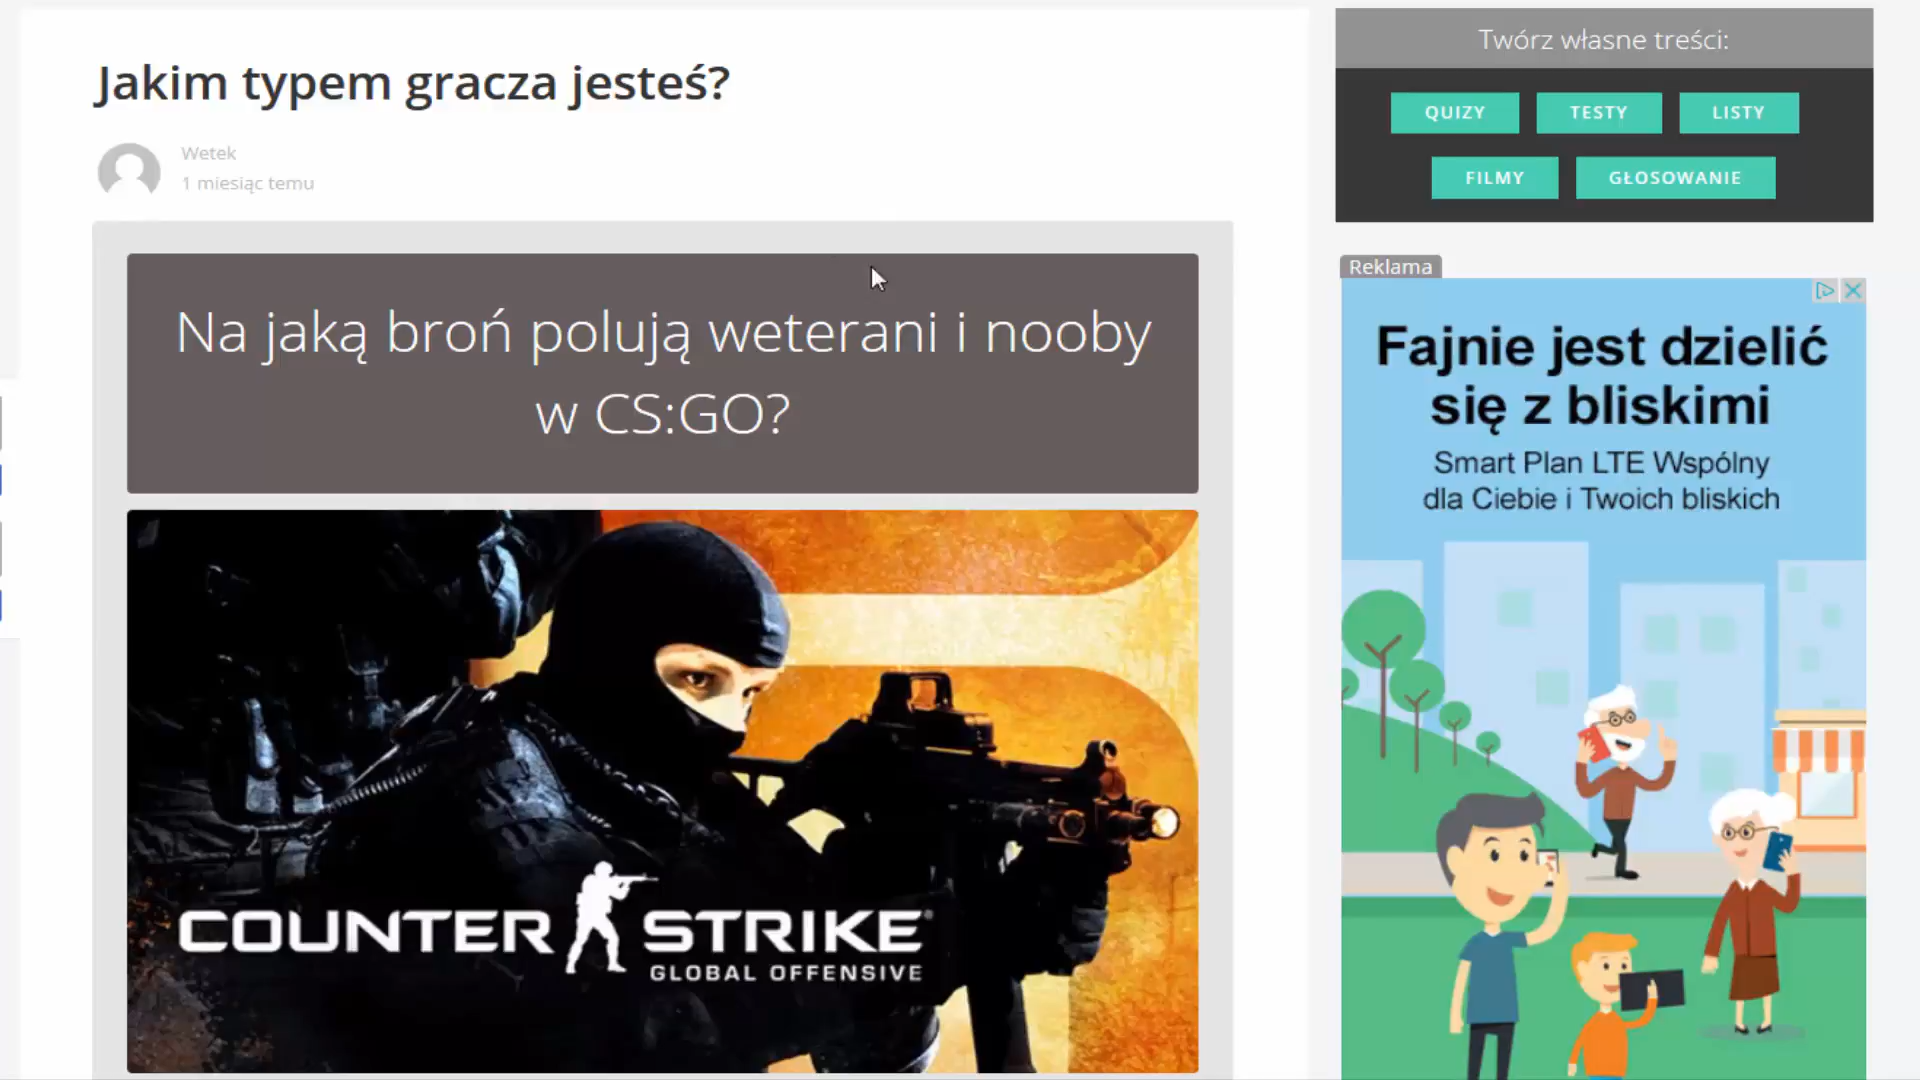 Jakim typem gracza jesteś?
Wetek
1 miesiąc temu
Na jaką broń polują weterani i nooby
w CS:GO?
COUNTER STRIKE
GLOBAL OFFENSIVE
Twórz własne treści:
QUIZY
TESTY
LISTY
FILMY
GŁOSOWANIE
Reklama
Fajnie jest dzielić
się z bliskimi
Smart Plan LTE Wspólny
dla Ciebie i Twoich bliskich